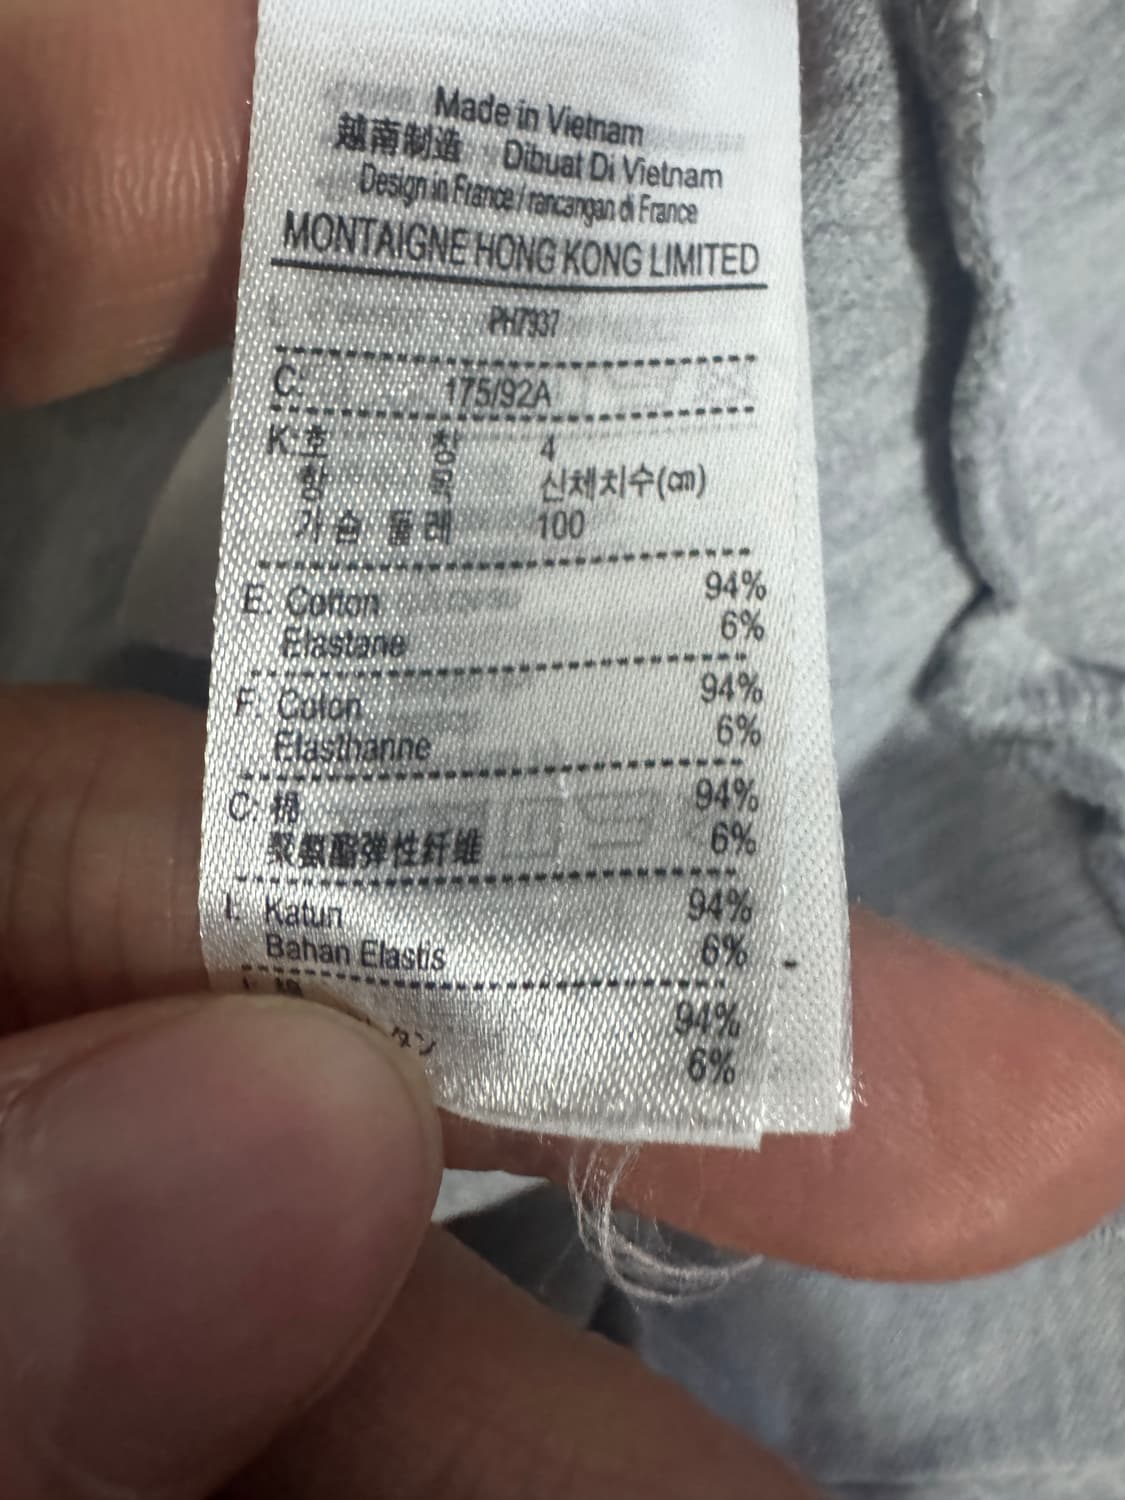 Made in Vietnam
越南制造 Dibuat Di Vietnam
Design in France / rancangan di France
MONTAIGNE HONG KONG LIMITED
PH7937
C: 175/92A
K:호 칭 4
항 목 신체치수(cm)
가슴 둘레 100
E: Cotton 94%
Elastane 6%
F: Coton 94%
Elasthanne 6%
C: 棉 94%
聚氨酯弹性纤维 6%
I: Katun 94%
Bahan Elastis 6%
94%
タン 6%